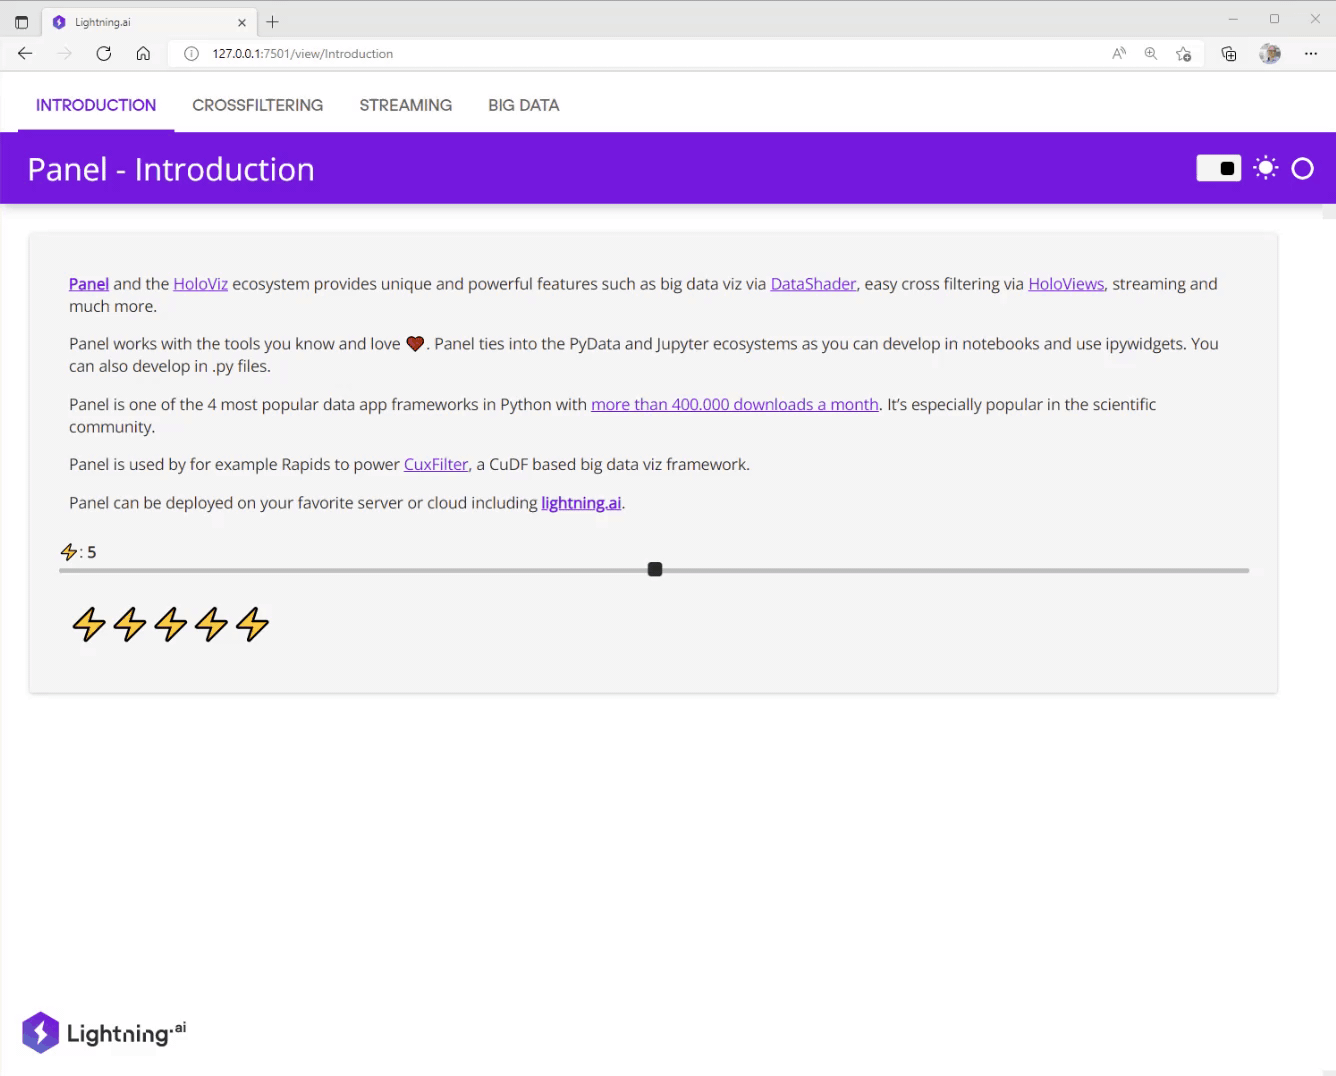 Lightning.ai
127.0.0.1:7501/view/Introduction
INTRODUCTION CROSSFILTERING STREAMING BIG DATA
Panel - Introduction
Panel and the HoloViz ecosystem provides unique and powerful features such as big data viz via DataShader, easy cross filtering via HoloViews, streaming and
much more.
Panel works with the tools you know and love ❤️. Panel ties into the PyData and Jupyter ecosystems as you can develop in notebooks and use ipywidgets. You
can also develop in .py files.
Panel is one of the 4 most popular data app frameworks in Python with more than 400.000 downloads a month. It's especially popular in the scientific
community.
Panel is used by for example Rapids to power CuxFilter, a CuDF based big data viz framework.
Panel can be deployed on your favorite server or cloud including lightning.ai.
⚡: 5
⚡⚡⚡⚡⚡
Lightning.ai